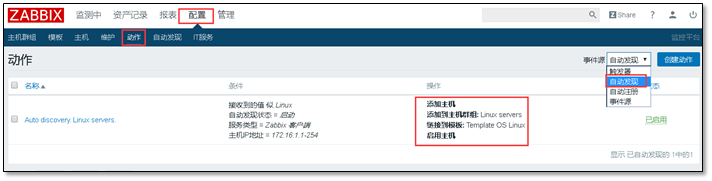 ZABBIX 监测中 资产记录 报表 配置 管理 Share ?
主机群组 模板 主机 维护 动作 自动发现 IT服务 监控平台
动作 事件源 自动发现 创建动作
触发器
自动发现
自动注册
事件源
名称 条件 操作 状态
Auto discovery. Linux servers.
接收到的值 似 Linux
自动发现状态 = 启动
服务类型 = Zabbix 客户端
主机IP地址 = 172.16.1.1-254
添加主机
添加到主机群组: Linux servers
链接到模板: Template OS Linux
启用主机
已启用
显示 已自动发现的 1中的1